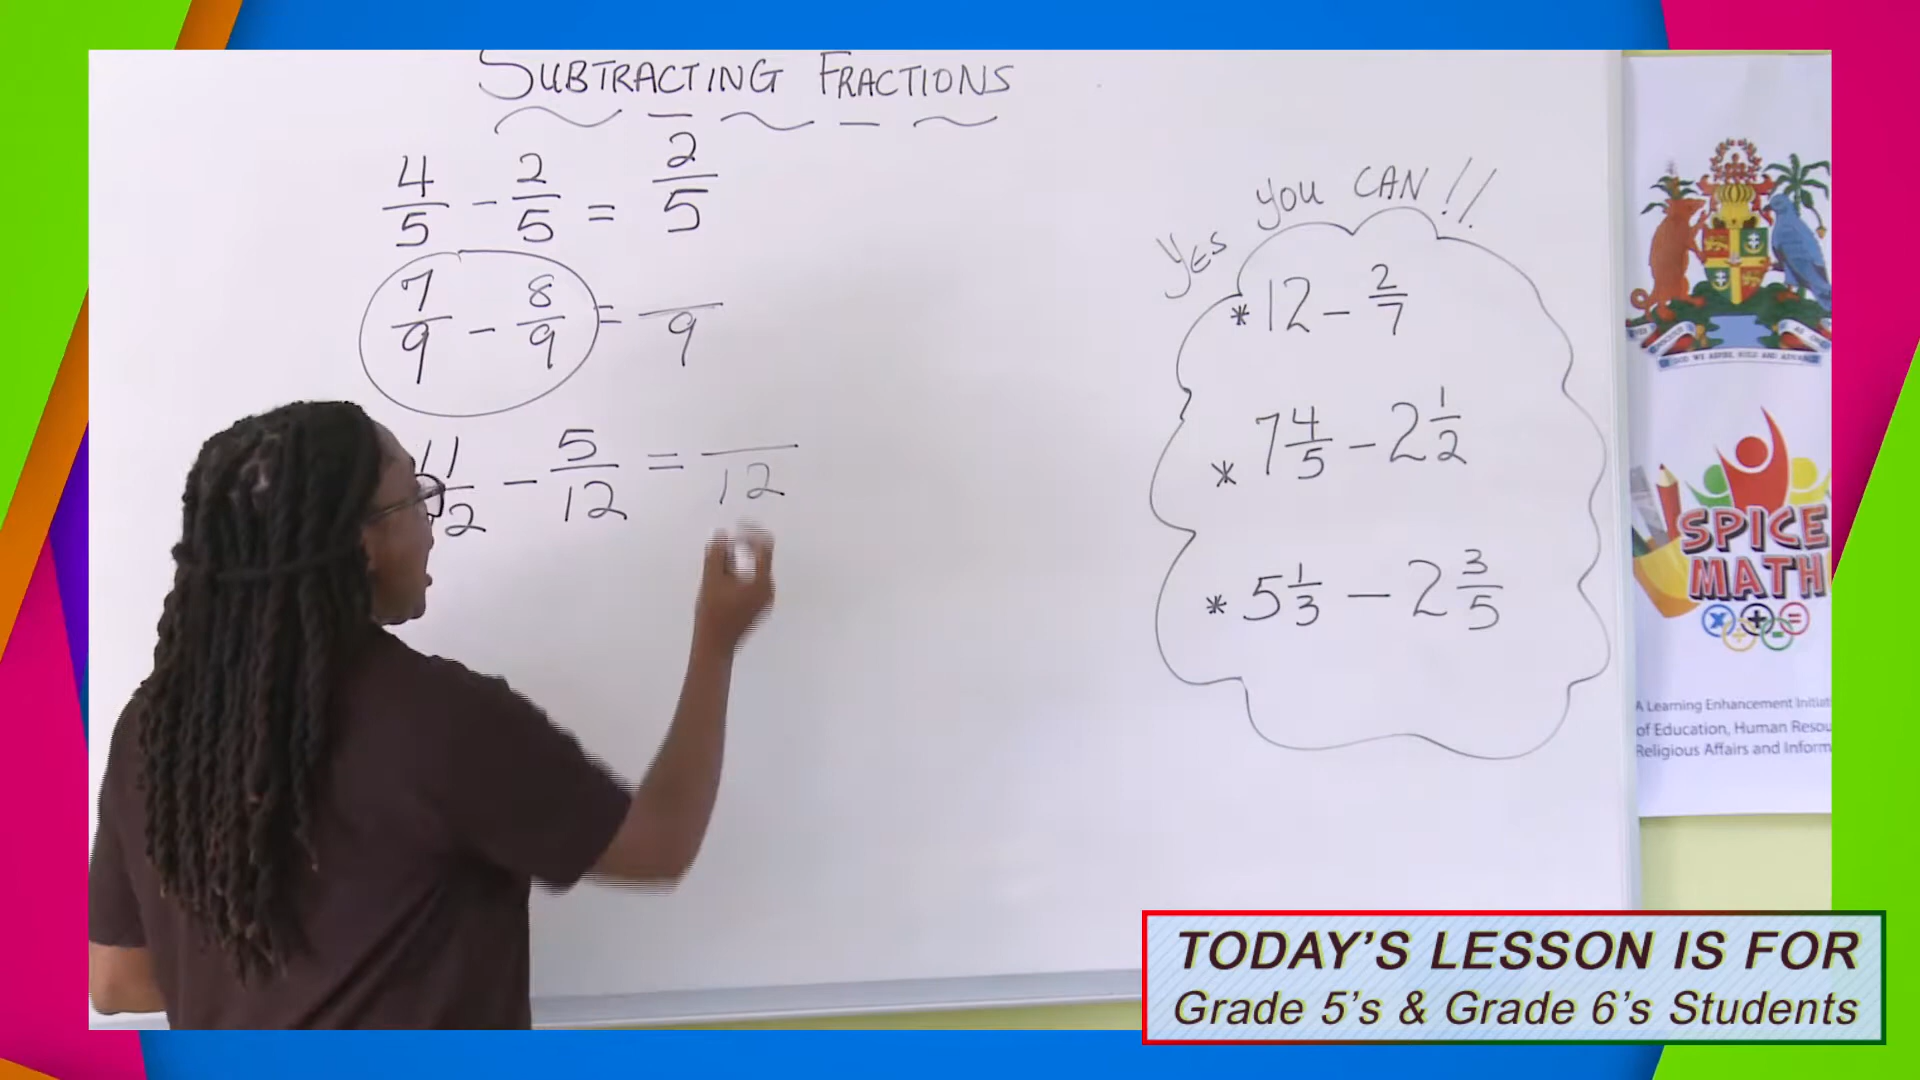 SUBTRACTING FRACTIONS
4/5 - 2/5 = 2/5
7/9 - 8/9 = /9
11/ 2 - 5/12 = /12
YES YOU CAN!!
* 12 - 2/7
* 7 4/5 - 2 1/2
* 5 1/3 - 2 3/5
SPICE
MATH
A Learning Enhancement
of Education, Human
Religious Affairs and
TODAY'S LESSON IS FOR
Grade 5's & Grade 6's Students